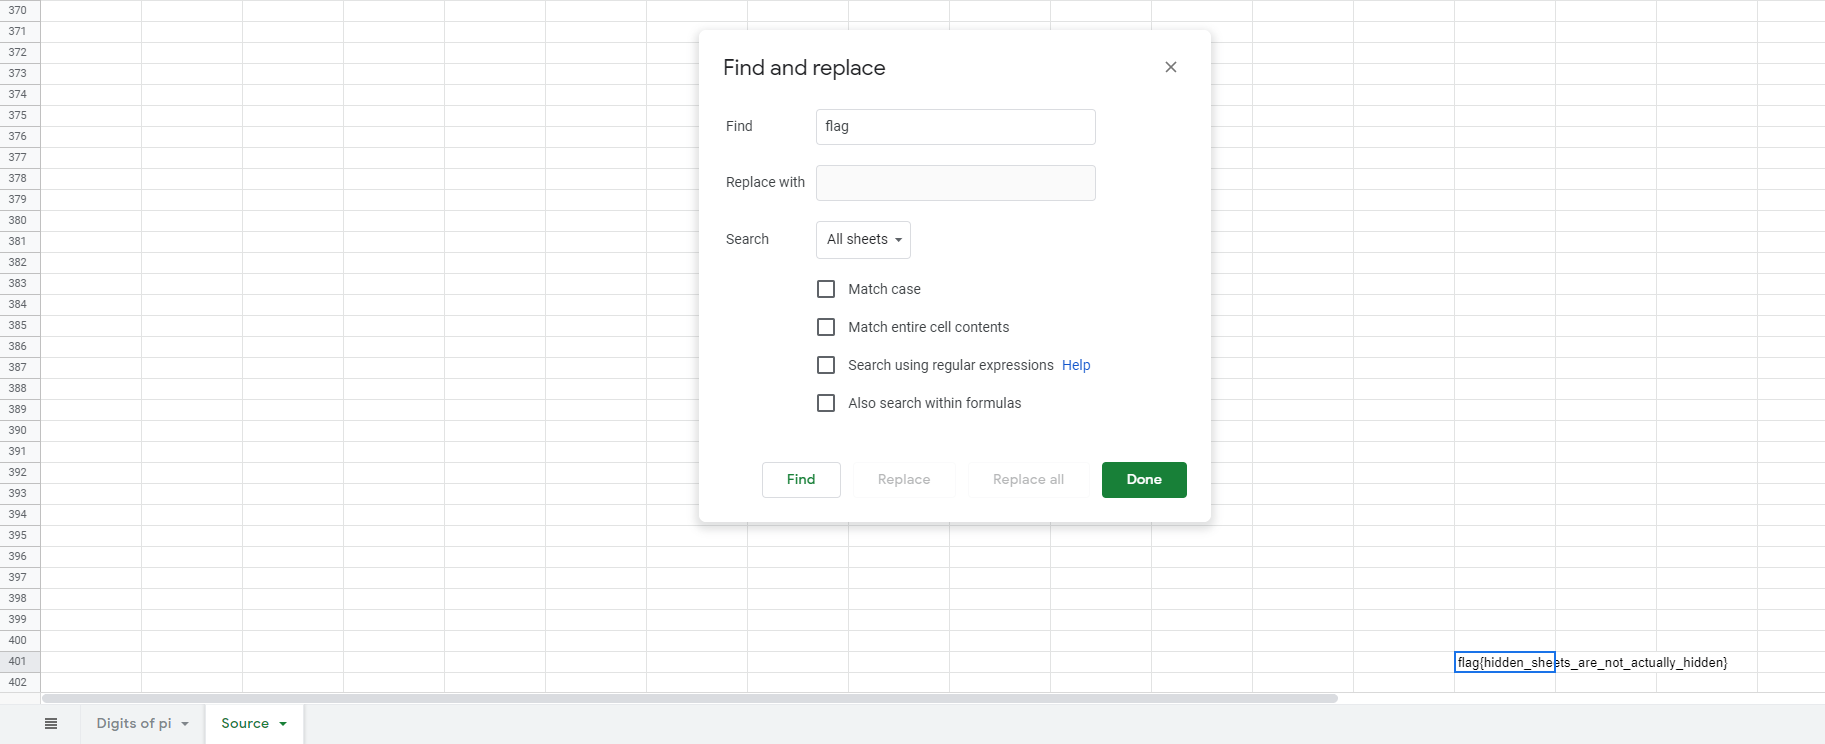 370
371
372
373
374
375
376
377
378
379
380
381
382
383
384
385
386
387
388
389
390
391
392
393
394
395
396
397
398
399
400
401
402
Find and replace
Find
flag
Replace with
Search
All sheets
Match case
Match entire cell contents
Search using regular expressions Help
Also search within formulas
Find
Replace
Replace all
Done
flag{hidden_sheets_are_not_actually_hidden}
Digits of pi
Source